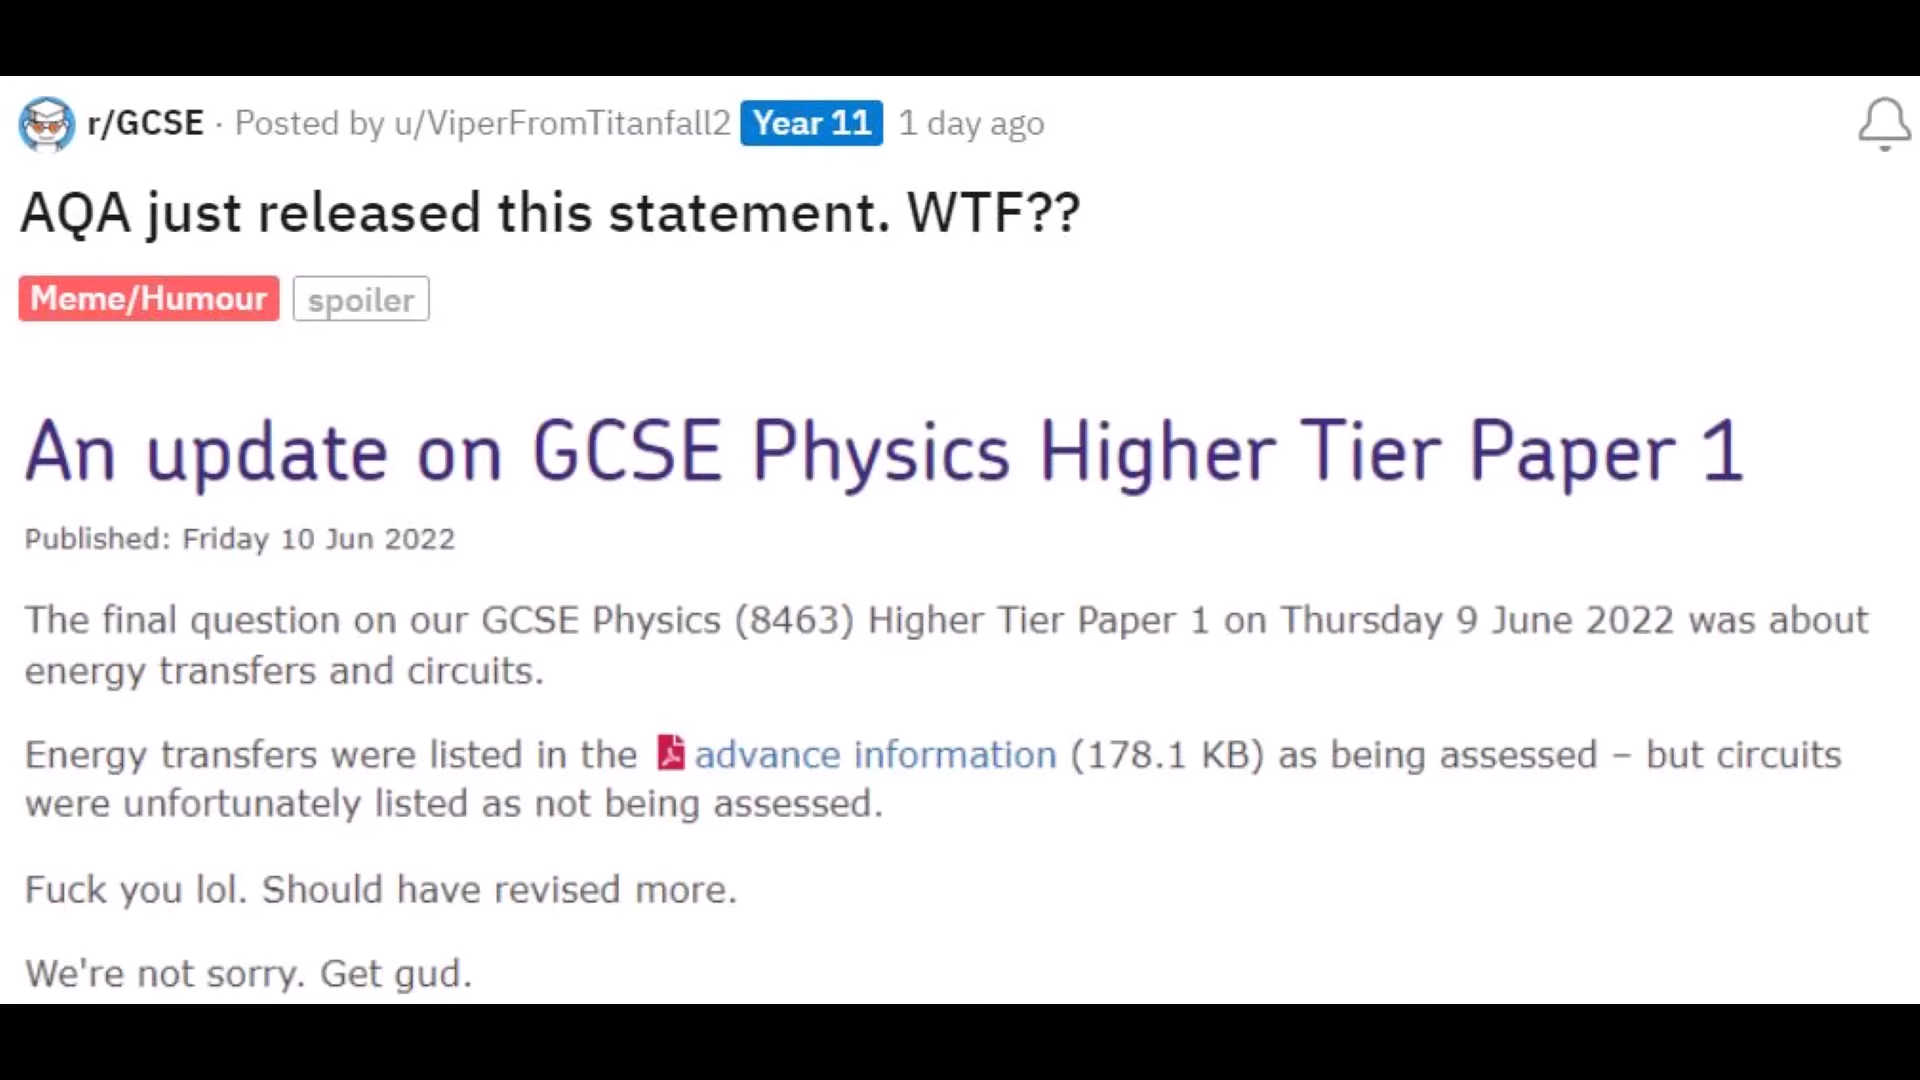 r/GCSE · Posted by u/ViperFromTitanfall2 Year 11 1 day ago
AQA just released this statement. WTF??
Meme/Humour spoiler
An update on GCSE Physics Higher Tier Paper 1
Published: Friday 10 Jun 2022
The final question on our GCSE Physics (8463) Higher Tier Paper 1 on Thursday 9 June 2022 was about
energy transfers and circuits.
Energy transfers were listed in the advance information (178.1 KB) as being assessed – but circuits
were unfortunately listed as not being assessed.
Fuck you lol. Should have revised more.
We're not sorry. Get gud.